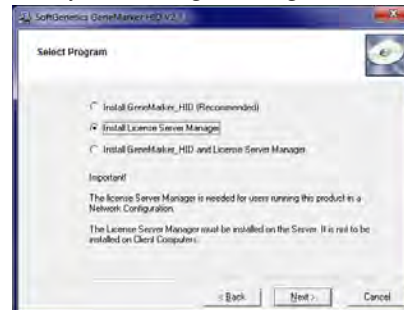 SoftGenetics GeneMarker HID V2.
Select Program
Install GeneMarker_HID (Recommended)
Install License Server Manager
Install GeneMarker_HID and License Server Manager
Important!
The license Server Manager is needed for users running this product in a
Network Configuration.
The License Server Manager must be installed on the Server. It is not to be
installed on Client Computers.
< Back
Next >
Cancel